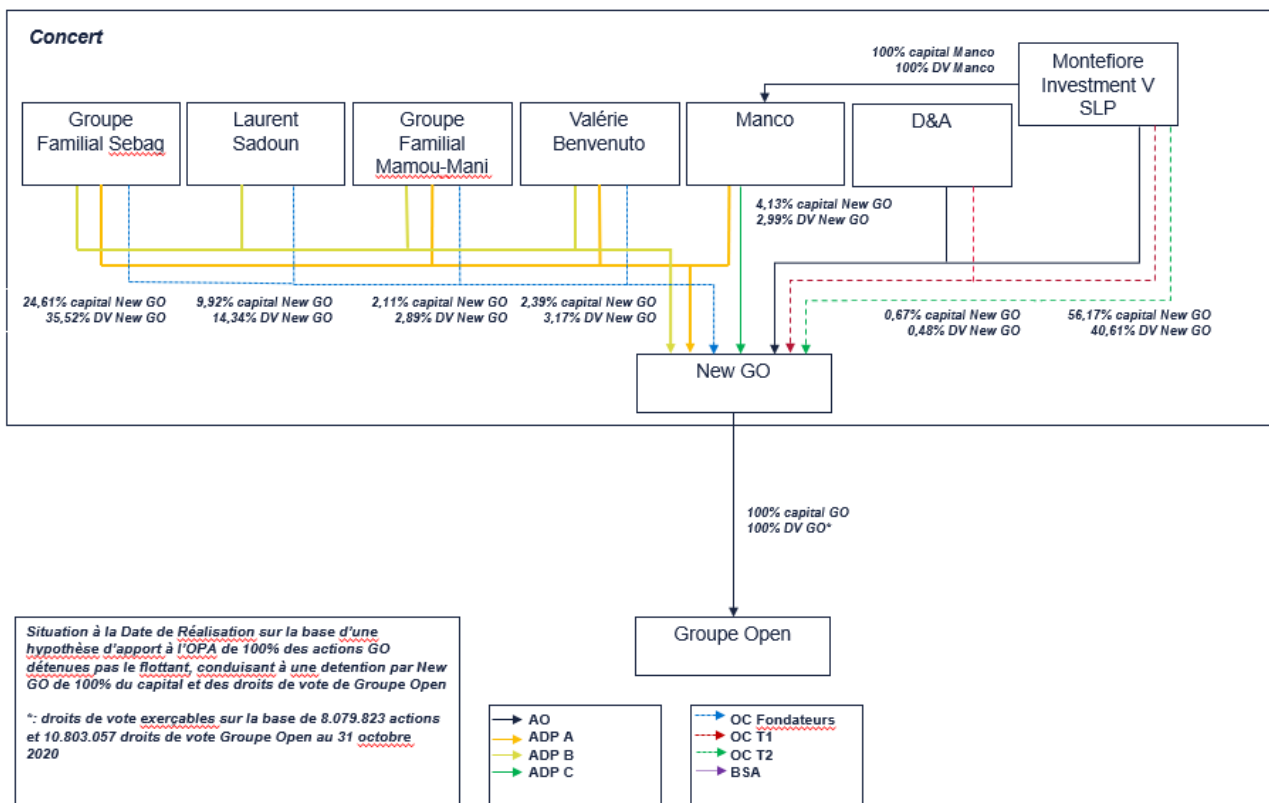 Concert
100% capital Manco
100% DV Manco
Montefiore
Investment V
SLP
Groupe
Familial Sebag
Laurent
Sadoun
Groupe
Familial
Mamou-Mani
Valérie
Benvenuto
Manco
D&A
4,13% capital New GO
2,99% DV New GO
24,61% capital New GO
35,52% DV New GO
9,92% capital New GO
14,34% DV New GO
2,11% capital New GO
2,89% DV New GO
2,39% capital New GO
3,17% DV New GO
0,67% capital New GO
0,48% DV New GO
56,17% capital New GO
40,61% DV New GO
New GO
100% capital GO
100% DV GO*
Groupe Open
Situation à la Date de Réalisation sur la base d'une
hypothèse d'apport à l'OPA de 100% des actions GO
détenues pas le flottant, conduisant à une detention par New
GO de 100% du capital et des droits de vote de Groupe Open
*: droits de vote exerçables sur la base de 8.079.823 actions
et 10.803.057 droits de vote Groupe Open au 31 octobre
2020
AO
ADP A
ADP B
ADP C
OC Fondateurs
OC T1
OC T2
BSA